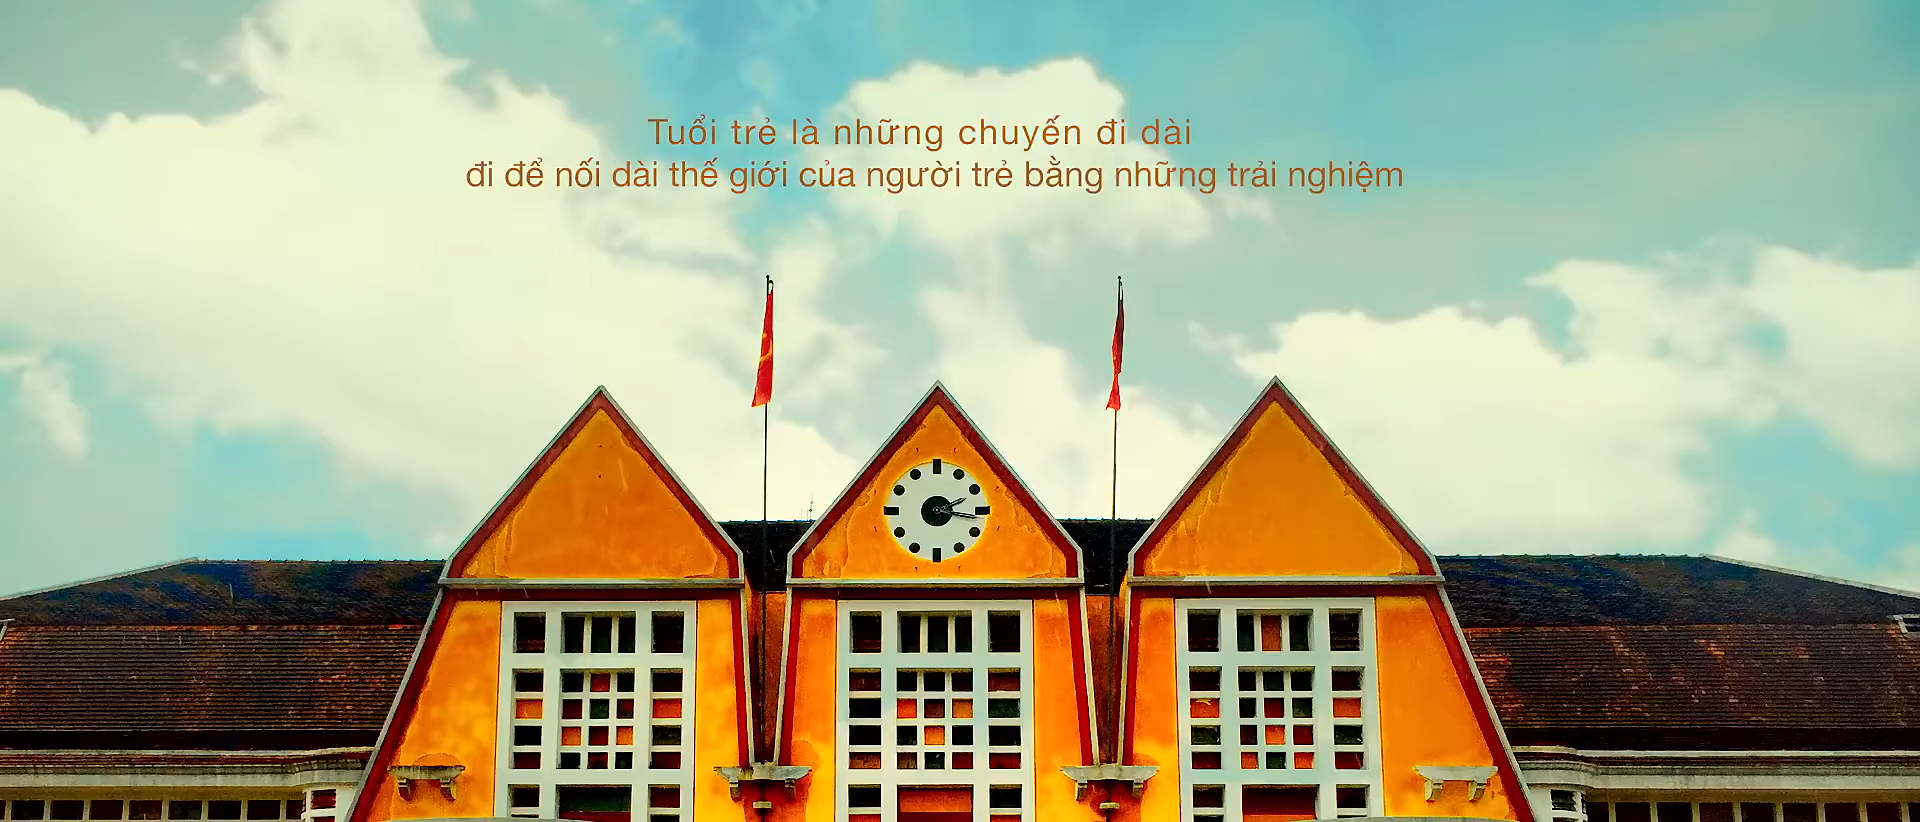 Tuổi trẻ là những chuyến đi dài
đi để nối dài thế giới của người trẻ bằng những trải nghiệm